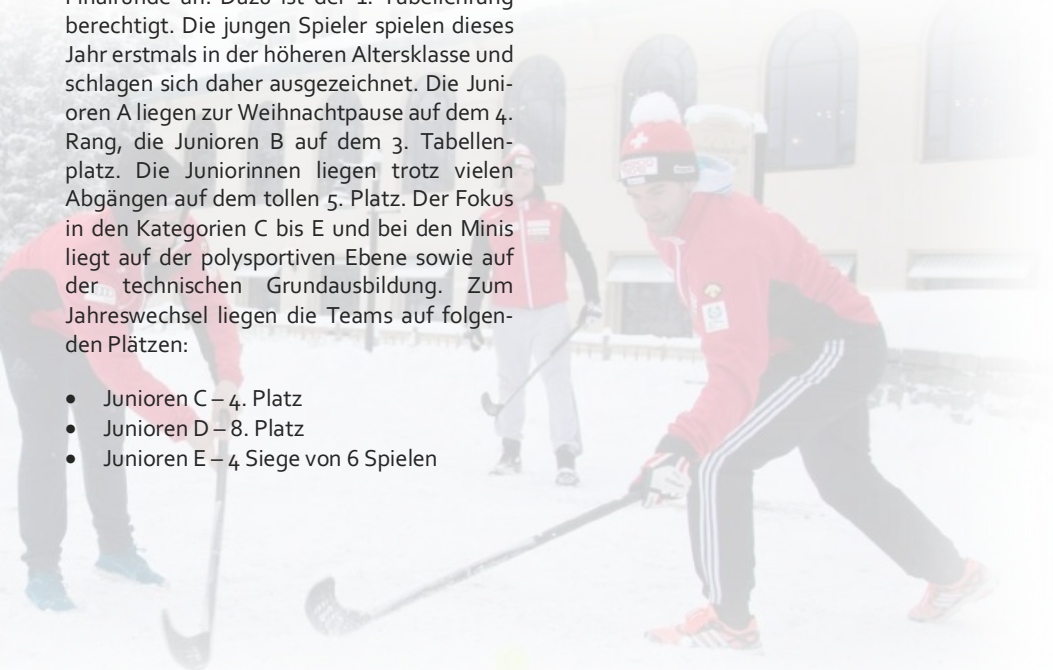 Finalrunde an. Dazu ist der 1. Tabellenrang
berechtigt. Die jungen Spieler spielen dieses
Jahr erstmals in der höheren Altersklasse und
schlagen sich daher ausgezeichnet. Die Juni-
oren A liegen zur Weihnachtpause auf dem 4.
Rang, die Junioren B auf dem 3. Tabellen-
platz. Die Juniorinnen liegen trotz vielen
Abgängen auf dem tollen 5. Platz. Der Fokus
in den Kategorien C bis E und bei den Minis
liegt auf der polysportiven Ebene sowie auf
der technischen Grundausbildung. Zum
Jahreswechsel liegen die Teams auf folgen-
den Plätzen:
• Junioren C – 4. Platz
• Junioren D – 8. Platz
• Junioren E – 4 Siege von 6 Spielen